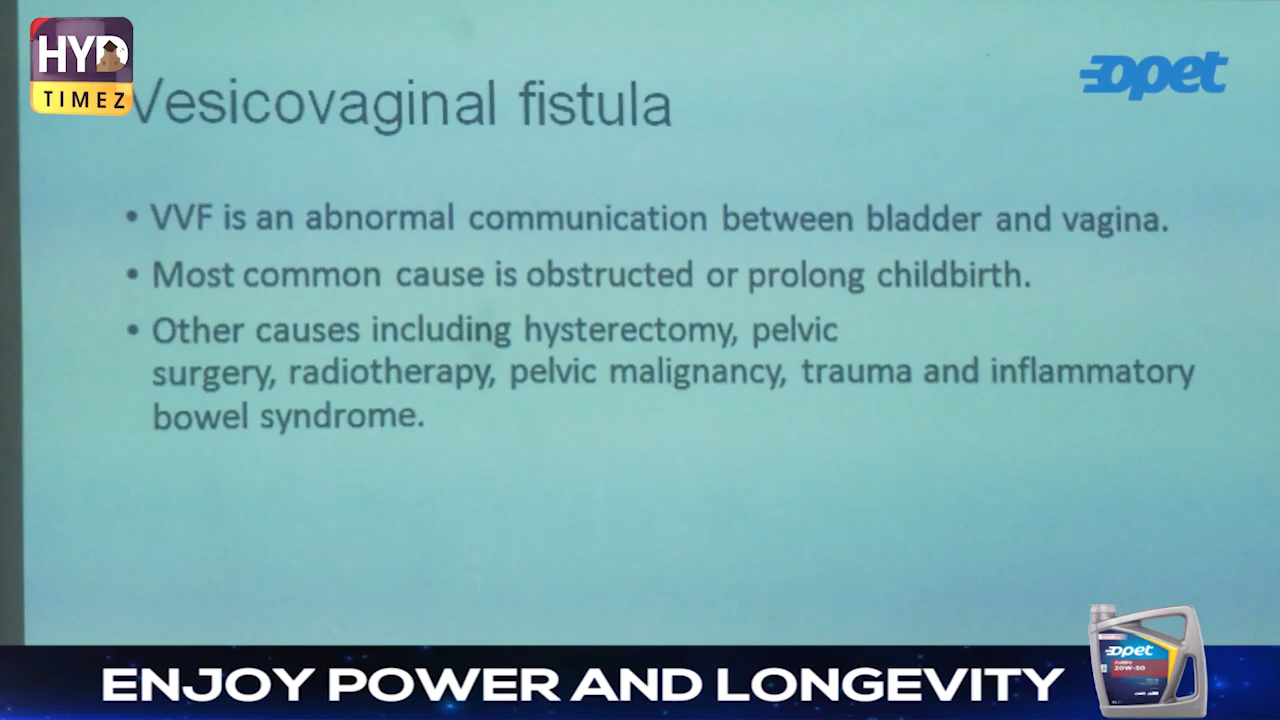 HYD
TIMEZ
opet
Vesicovaginal fistula
• VVF is an abnormal communication between bladder and vagina.
• Most common cause is obstructed or prolong childbirth.
• Other causes including hysterectomy, pelvic
surgery, radiotherapy, pelvic malignancy, trauma and inflammatory
bowel syndrome.
ENJOY POWER AND LONGEVITY
opet
20W-50